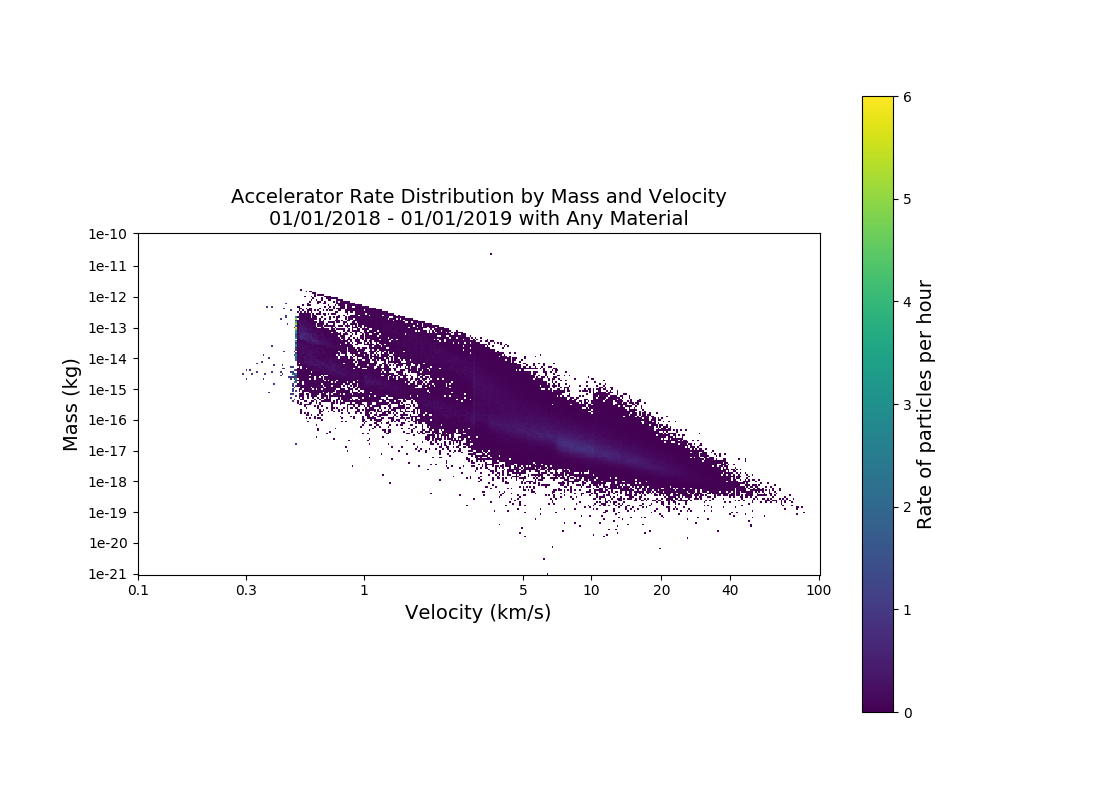 Accelerator Rate Distribution by Mass and Velocity
01/01/2018 - 01/01/2019 with Any Material
1e-10
1e-11
1e-12
1e-13
1e-14
1e-15
1e-16
1e-17
1e-18
1e-19
1e-20
1e-21
Mass (kg)
0.1
0.3
1
5
10
20
40
100
Velocity (km/s)
6
5
4
3
2
1
0
Rate of particles per hour